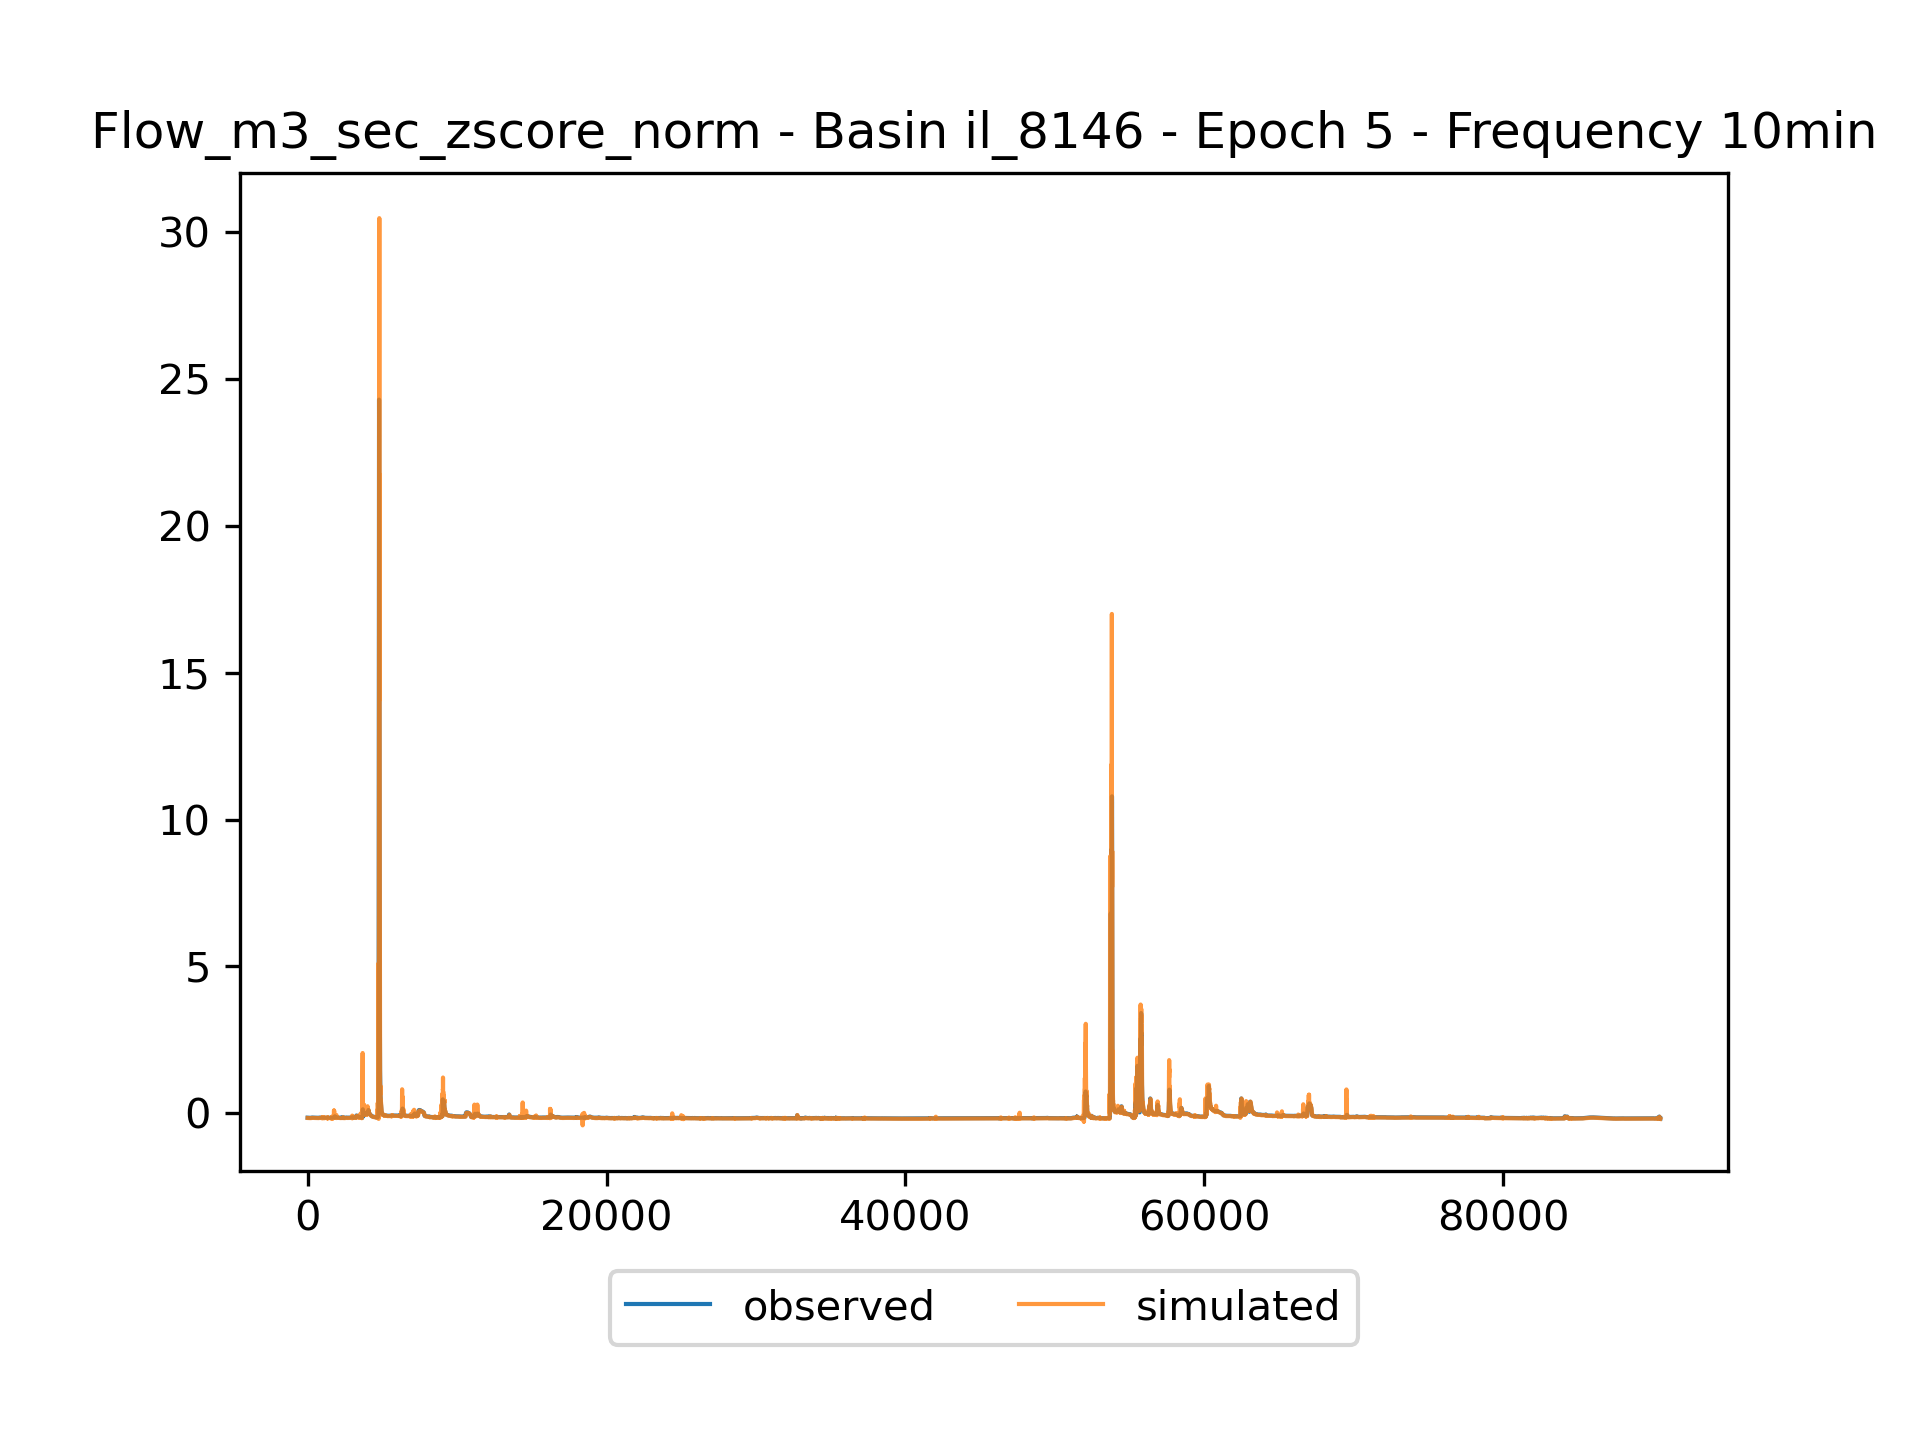 Flow_m3_sec_zscore_norm - Basin il_8146 - Epoch 5 - Frequency 10min
30
25
20
15
10
5
0
0 20000 40000 60000 80000
observed simulated